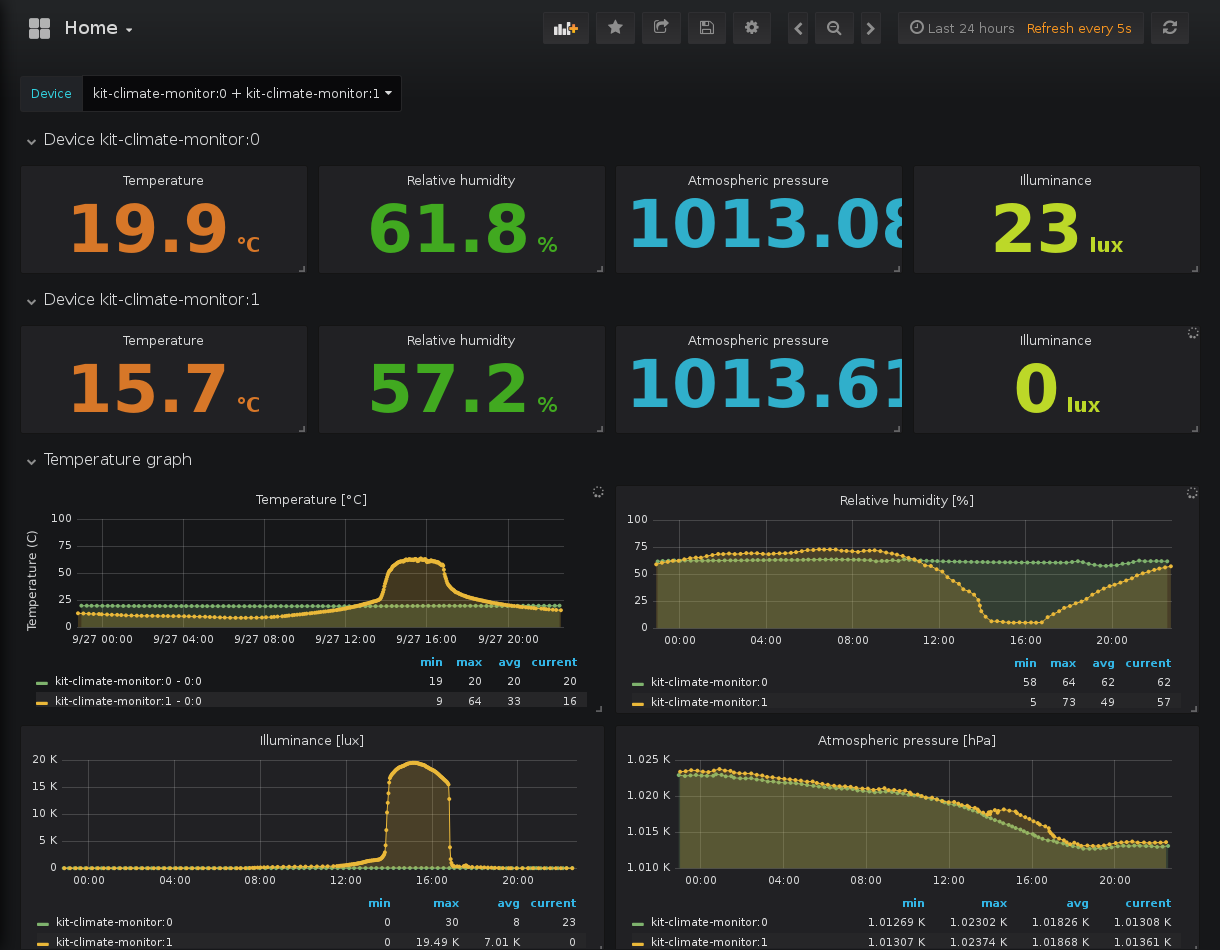 Home
Last 24 hours Refresh every 5s
Device kit-climate-monitor:0 + kit-climate-monitor:1
Device kit-climate-monitor:0
Temperature Relative humidity Atmospheric pressure Illuminance
19.9 °C 61.8 % 1013.08 23 lux
Device kit-climate-monitor:1
Temperature Relative humidity Atmospheric pressure Illuminance
15.7 °C 57.2 % 1013.61 0 lux
Temperature graph
Temperature [°C]
Temperature (C)
100
75
50
25
0
9/27 00:00 9/27 04:00 9/27 08:00 9/27 12:00 9/27 16:00 9/27 20:00
min max avg current
kit-climate-monitor:0 - 0:0 19 20 20 20
kit-climate-monitor:1 - 0:0 9 64 33 16
Relative humidity [%]
100
75
50
25
0
00:00 04:00 08:00 12:00 16:00 20:00
min max avg current
kit-climate-monitor:0 58 64 62 62
kit-climate-monitor:1 5 73 49 57
Illuminance [lux]
20 K
15 K
10 K
5 K
0
00:00 04:00 08:00 12:00 16:00 20:00
min max avg current
kit-climate-monitor:0 0 30 8 23
kit-climate-monitor:1 0 19.49 K 7.01 K 0
Atmospheric pressure [hPa]
1.025 K
1.020 K
1.015 K
1.010 K
00:00 04:00 08:00 12:00 16:00 20:00
min max avg current
kit-climate-monitor:0 1.01269 K 1.02302 K 1.01826 K 1.01308 K
kit-climate-monitor:1 1.01307 K 1.02374 K 1.01868 K 1.01361 K